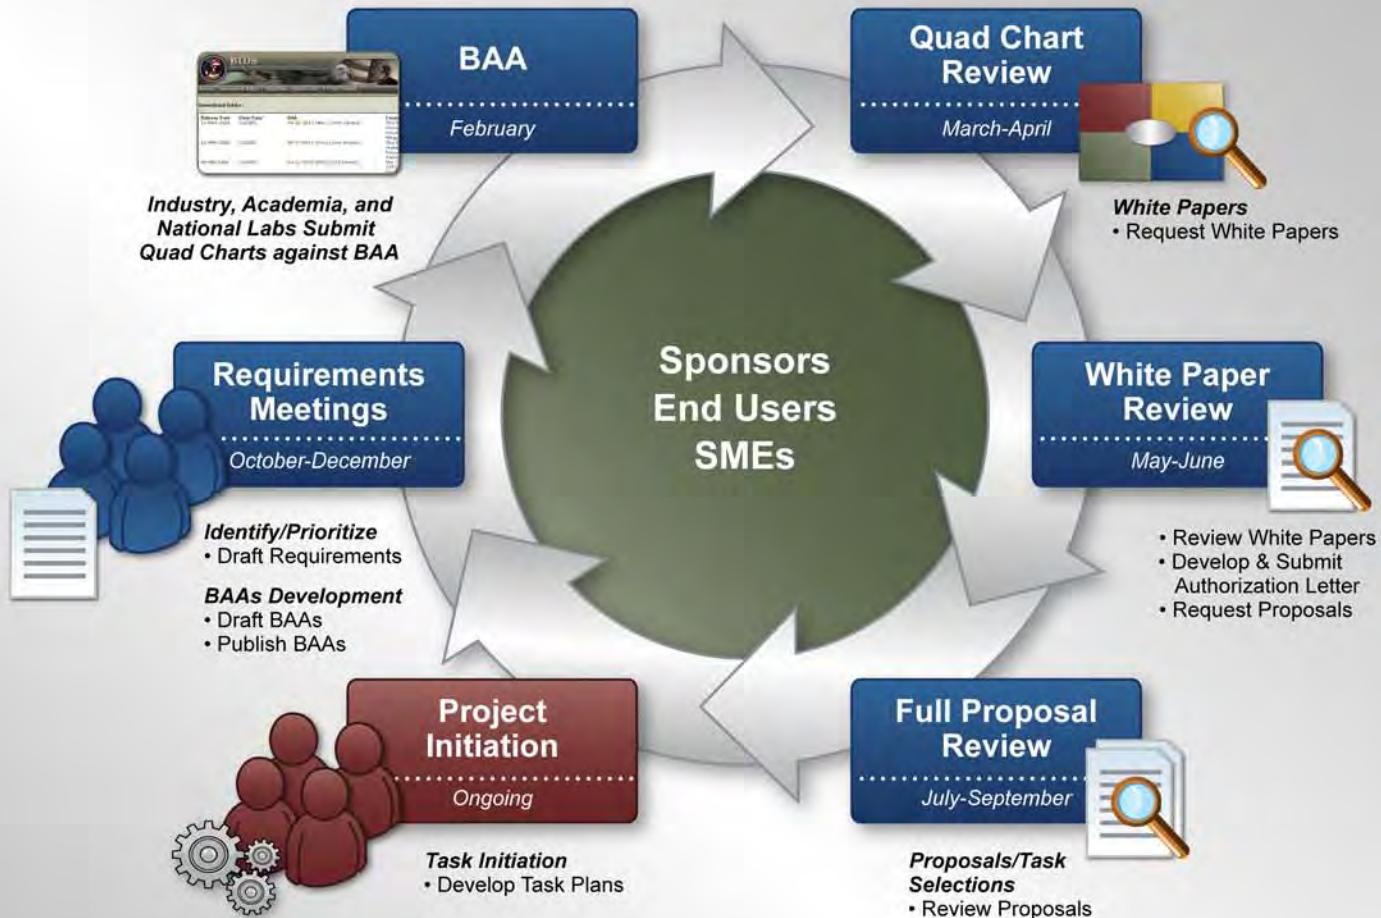 BAA
February
BIDS
Industry, Academia, and
National Labs Submit
Quad Charts against BAA
Quad Chart
Review
March-April
White Papers
• Request White Papers
White Paper
Review
May-June
• Review White Papers
• Develop & Submit
Authorization Letter
• Request Proposals
Full Proposal
Review
July-September
Proposals/Task
Selections
• Review Proposals
Project
Initiation
Ongoing
Task Initiation
• Develop Task Plans
Requirements
Meetings
October-December
Identify/Prioritize
• Draft Requirements
BAAs Development
• Draft BAAs
• Publish BAAs
Sponsors
End Users
SMEs